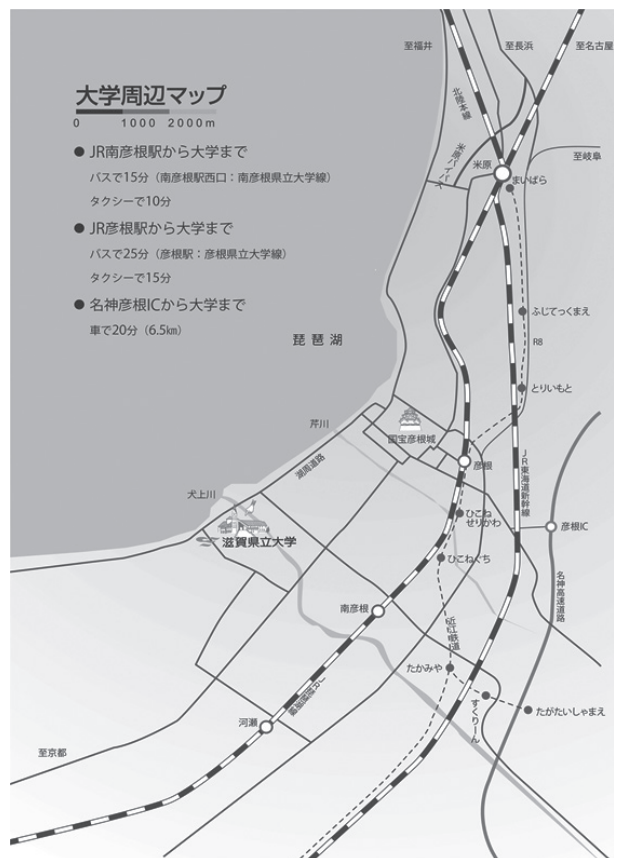 大学周辺マップ
0 1000 2000m
● JR南彦根駅から大学まで
バスで15分（南彦根駅西口：南彦根県立大学線）
タクシーで10分
● JR彦根駅から大学まで
バスで25分（彦根駅：彦根県立大学線）
タクシーで15分
● 名神彦根ICから大学まで
車で20分（6.5㎞）
至福井
至長浜
至名古屋
北陸本線
米原バイパス
米原
まいばら
至岐阜
ふじてっくまえ
R8
琵琶湖
とりいもと
芹川
国宝彦根城
湖周道路
彦根
JR東海道新幹線
犬上川
ひこね
せりかわ
彦根IC
滋賀県立大学
ひこねぐち
名神高速道路
南彦根
近江鉄道
たかみや
すくりーん
たがたいしゃまえ
河瀬
至京都